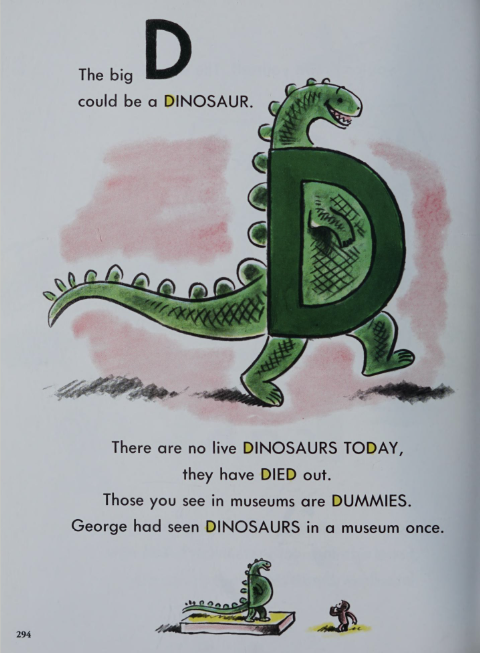 The big D
could be a DINOSAUR.
D
There are no live DINOSAURS TODAY,
they have DIED out.
Those you see in museums are DUMMIES.
George had seen DINOSAURS in a museum once.
D
294